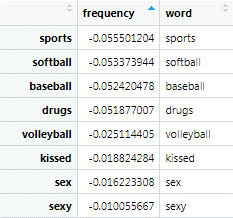 frequency word
sports -0.055501204 sports
softball -0.053373944 softball
baseball -0.052420478 baseball
drugs -0.051877007 drugs
volleyball -0.025114405 volleyball
kissed -0.018824284 kissed
sex -0.016223308 sex
sexy -0.010055667 sexy